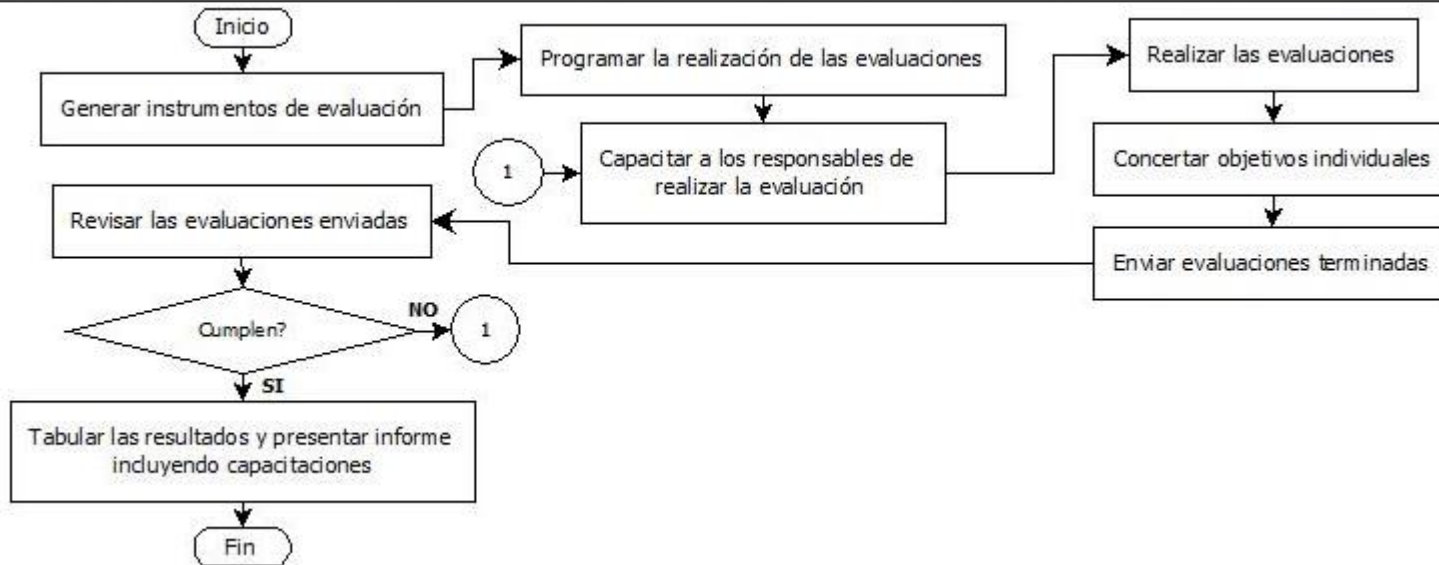 Inicio
Generar instrumentos de evaluación
Programar la realización de las evaluaciones
1
Capacitar a los responsables de
realizar la evaluación
Realizar las evaluaciones
Concertar objetivos individuales
Enviar evaluaciones terminadas
Revisar las evaluaciones enviadas
Cumplen?
NO
1
SI
Tabular las resultados y presentar informe
incluyendo capacitaciones
Fin